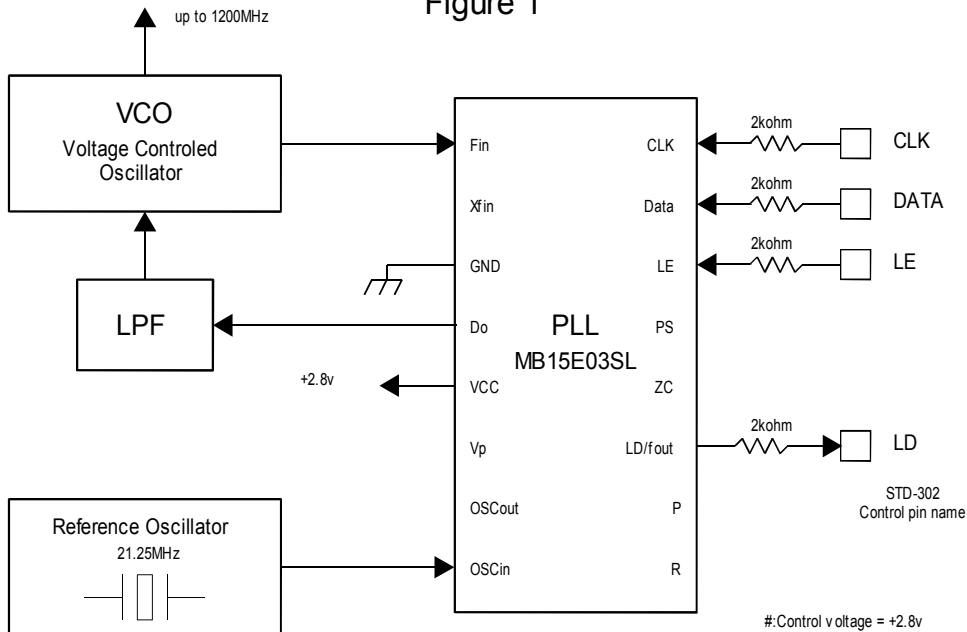 Figure 1
up to 1200MHz
VCO
Voltage Controled
Oscillator
LPF
+2.8v
Reference Oscillator
21.25MHz
Fin
Xfin
GND
Do
VCC
Vp
OSCout
OSCin
PLL
MB15E03SL
CLK
Data
LE
PS
ZC
LD/fout
P
R
2kohm
CLK
2kohm
DATA
2kohm
LE
2kohm
LD
STD-302
Control pin name
#:Control voltage = +2.8v